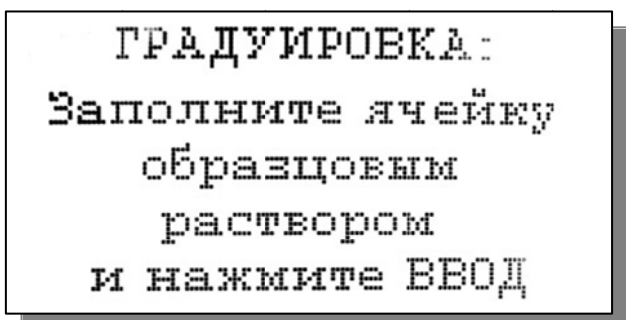 ГРАДУИРОВКА:
Заполните ячейку
образцовым
раствором
и нажмите ВВОД